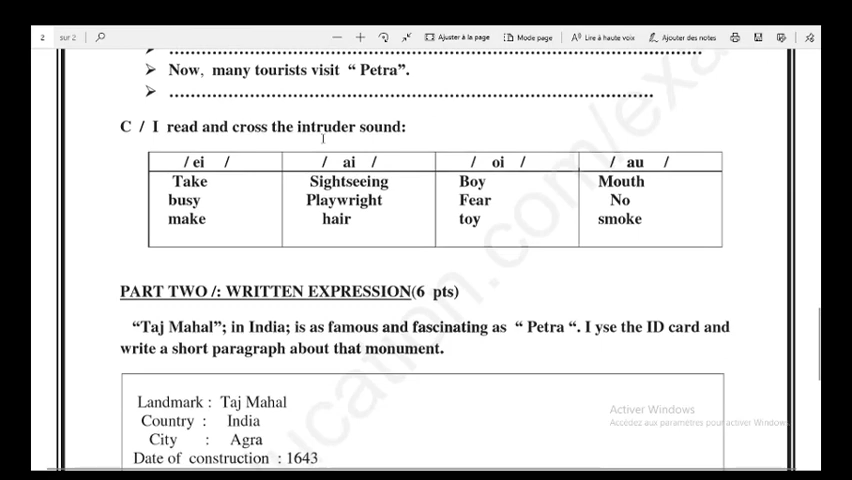 2 sur 2 Ajuster à la page Mode page Lire à haute voix Ajouter des notes
➤ ....................................................................................................
➤ Now, many tourists visit “ Petra”.
➤ ..........................................................................................
C / I read and cross the intruder sound:
/ ei / / ai / / oi / / au /
Take Sightseeing Boy Mouth
busy Playwright Fear No
make hair toy smoke
PART TWO /: WRITTEN EXPRESSION(6 pts)
“Taj Mahal”; in India; is as famous and fascinating as “ Petra “. I yse the ID card and
write a short paragraph about that monument.
Landmark : Taj Mahal
Country : India
City : Agra
Date of construction : 1643
Activer Windows
Accédez aux paramètres pour activer Windows.
ucation.com/exa